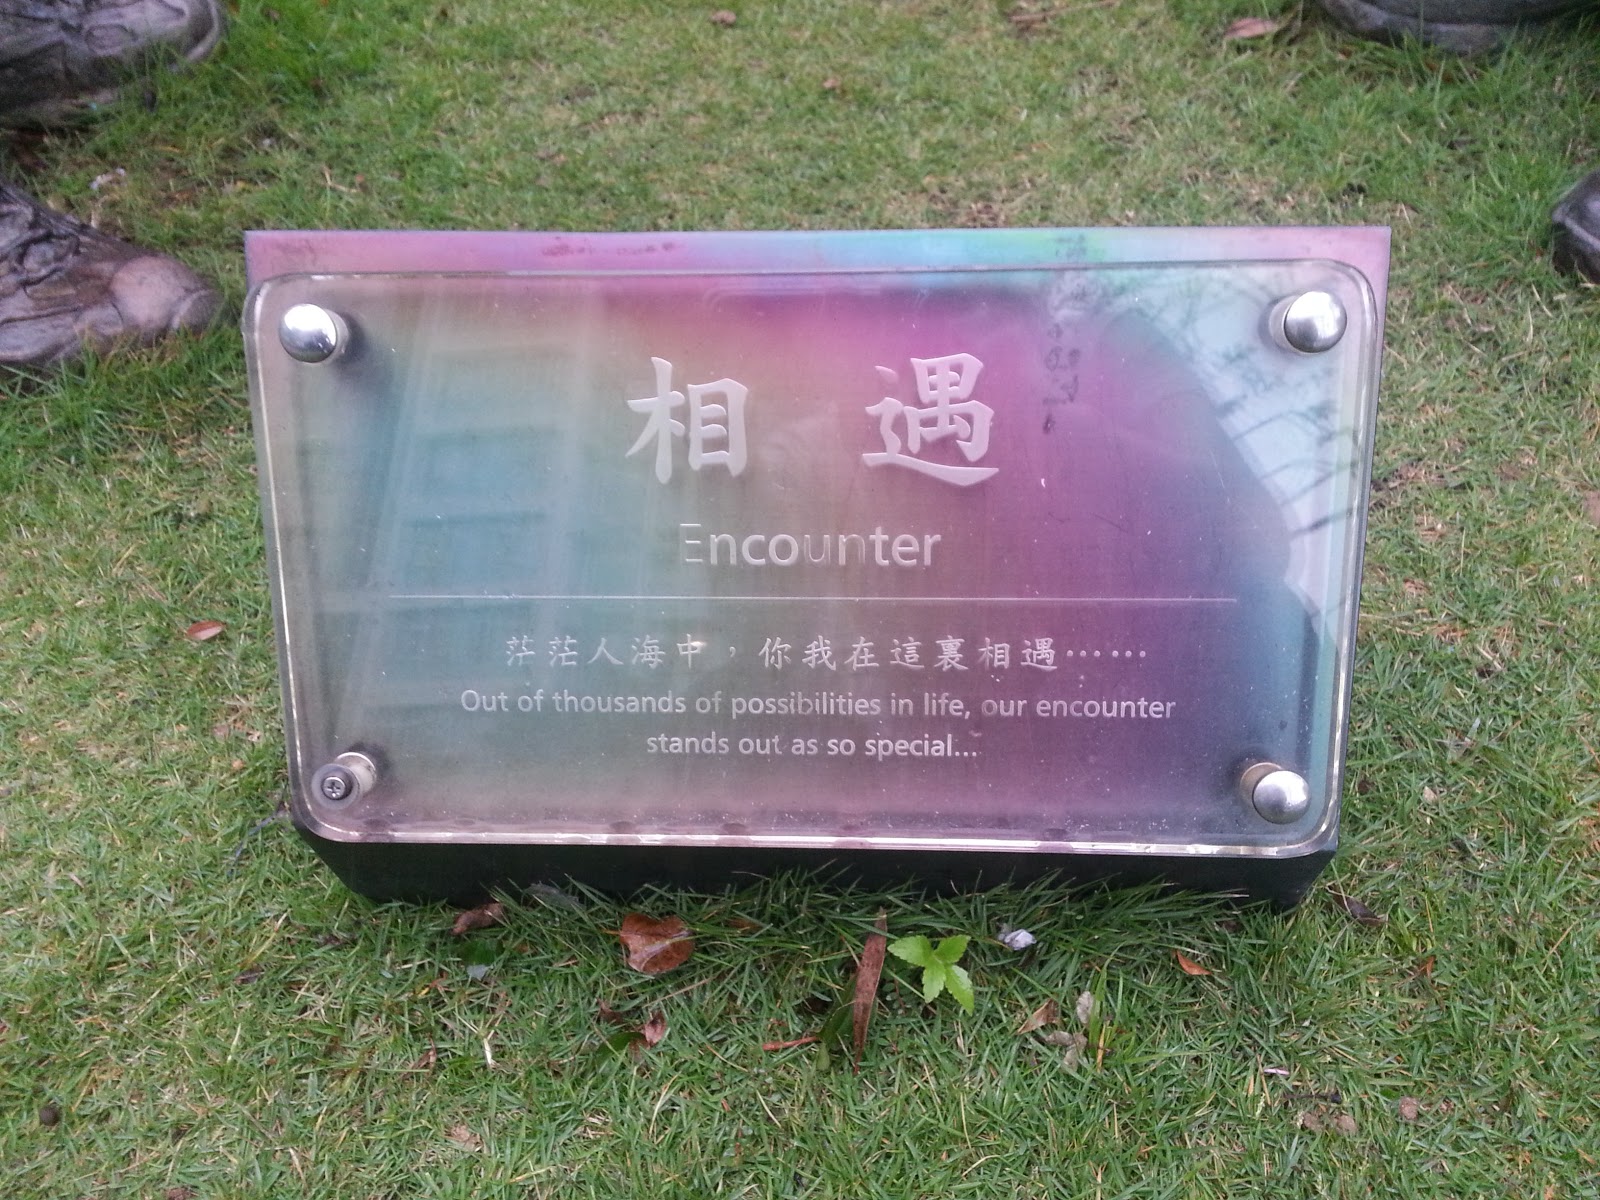 相遇
Encounter
茫茫人海中，你我在這裏相遇⋯⋯
Out of thousands of possibilities in life, our encounter
stands out as so special...